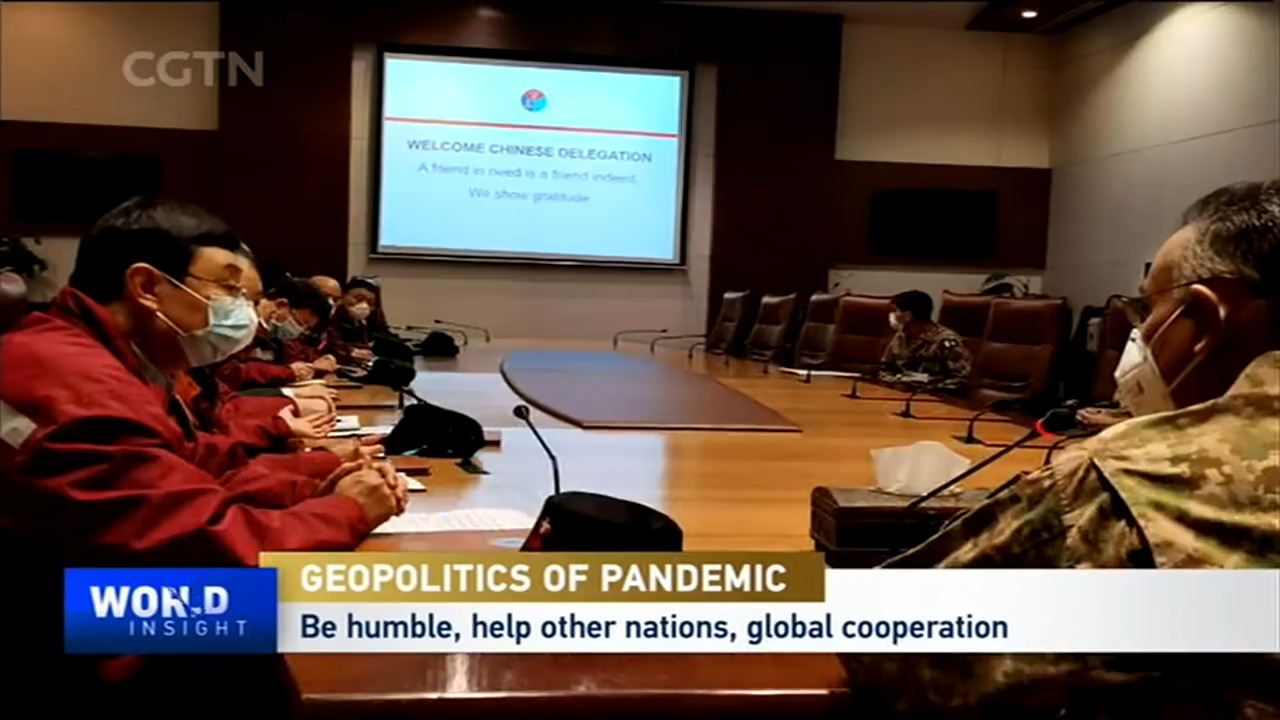 CGTN
WELCOME CHINESE DELEGATION
A friend in need is a friend indeed.
We show gratitude
GEOPOLITICS OF PANDEMIC
WORLD
INSIGHT
Be humble, help other nations, global cooperation